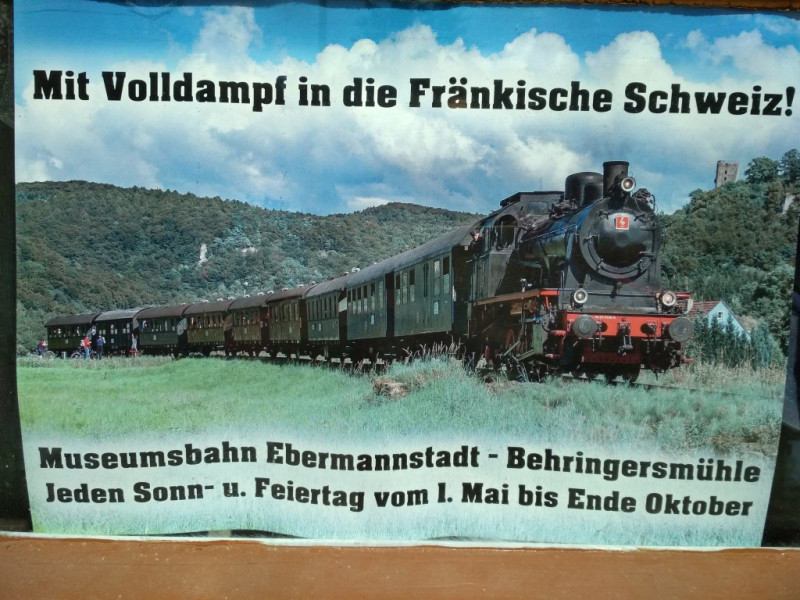 Mit Volldampf in die Fränkische Schweiz!
Museumsbahn Ebermannstadt - Behringersmühle
Jeden Sonn- u. Feiertag vom 1. Mai bis Ende Oktober